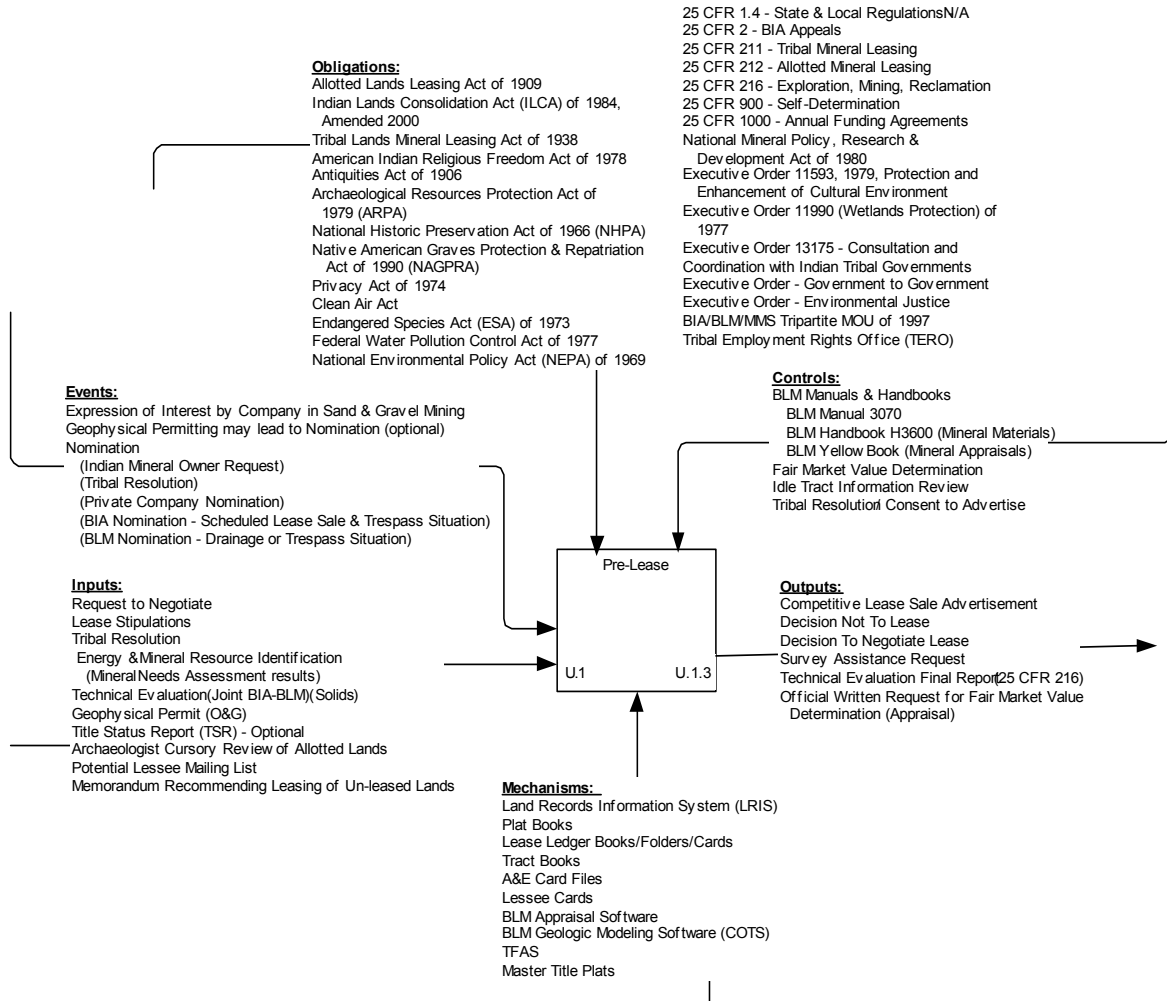 25 CFR 1.4 - State & Local RegulationsN/A
25 CFR 2 - BIA Appeals
25 CFR 211 - Tribal Mineral Leasing
25 CFR 212 - Allotted Mineral Leasing
25 CFR 216 - Exploration, Mining, Reclamation
25 CFR 900 - Self-Determination
25 CFR 1000 - Annual Funding Agreements
National Mineral Policy, Research &
Development Act of 1980
Executive Order 11593, 1979, Protection and
Enhancement of Cultural Environment
Executive Order 11990 (Wetlands Protection) of
1977
Executive Order 13175 - Consultation and
Coordination with Indian Tribal Governments
Executive Order - Government to Government
Executive Order - Environmental Justice
BIA/BLM/MMS Tripartite MOU of 1997
Tribal Employment Rights Office (TERO)
Obligations:
Allotted Lands Leasing Act of 1909
Indian Lands Consolidation Act (ILCA) of 1984,
Amended 2000
Tribal Lands Mineral Leasing Act of 1938
American Indian Religious Freedom Act of 1978
Antiquities Act of 1906
Archaeological Resources Protection Act of
1979 (ARPA)
National Historic Preservation Act of 1966 (NHPA)
Native American Graves Protection & Repatriation
Act of 1990 (NAGPRA)
Privacy Act of 1974
Clean Air Act
Endangered Species Act (ESA) of 1973
Federal Water Pollution Control Act of 1977
National Environmental Policy Act (NEPA) of 1969
Events:
Expression of Interest by Company in Sand & Gravel Mining
Geophysical Permitting may lead to Nomination (optional)
Nomination
(Indian Mineral Owner Request)
(Tribal Resolution)
(Private Company Nomination)
(BIA Nomination - Scheduled Lease Sale & Trespass Situation)
(BLM Nomination - Drainage or Trespass Situation)
Controls:
BLM Manuals & Handbooks
BLM Manual 3070
BLM Handbook H3600 (Mineral Materials)
BLM Yellow Book (Mineral Appraisals)
Fair Market Value Determination
Idle Tract Information Review
Tribal Resolution/ Consent to Advertise
Inputs:
Request to Negotiate
Lease Stipulations
Tribal Resolution
Energy & Mineral Resource Identification
(Mineral Needs Assessment results)
Technical Evaluation(Joint BIA-BLM)(Solids)
Geophysical Permit (O&G)
Title Status Report (TSR) - Optional
Archaeologist Cursory Review of Allotted Lands
Potential Lessee Mailing List
Memorandum Recommending Leasing of Un-leased Lands
Pre-Lease
U.1
U.1.3
Outputs:
Competitive Lease Sale Advertisement
Decision Not To Lease
Decision To Negotiate Lease
Survey Assistance Request
Technical Evaluation Final Report(25 CFR 216)
Official Written Request for Fair Market Value
Determination (Appraisal)
Mechanisms:
Land Records Information System (LRIS)
Plat Books
Lease Ledger Books/Folders/Cards
Tract Books
A&E Card Files
Lessee Cards
BLM Appraisal Software
BLM Geologic Modeling Software (COTS)
TFAS
Master Title Plats